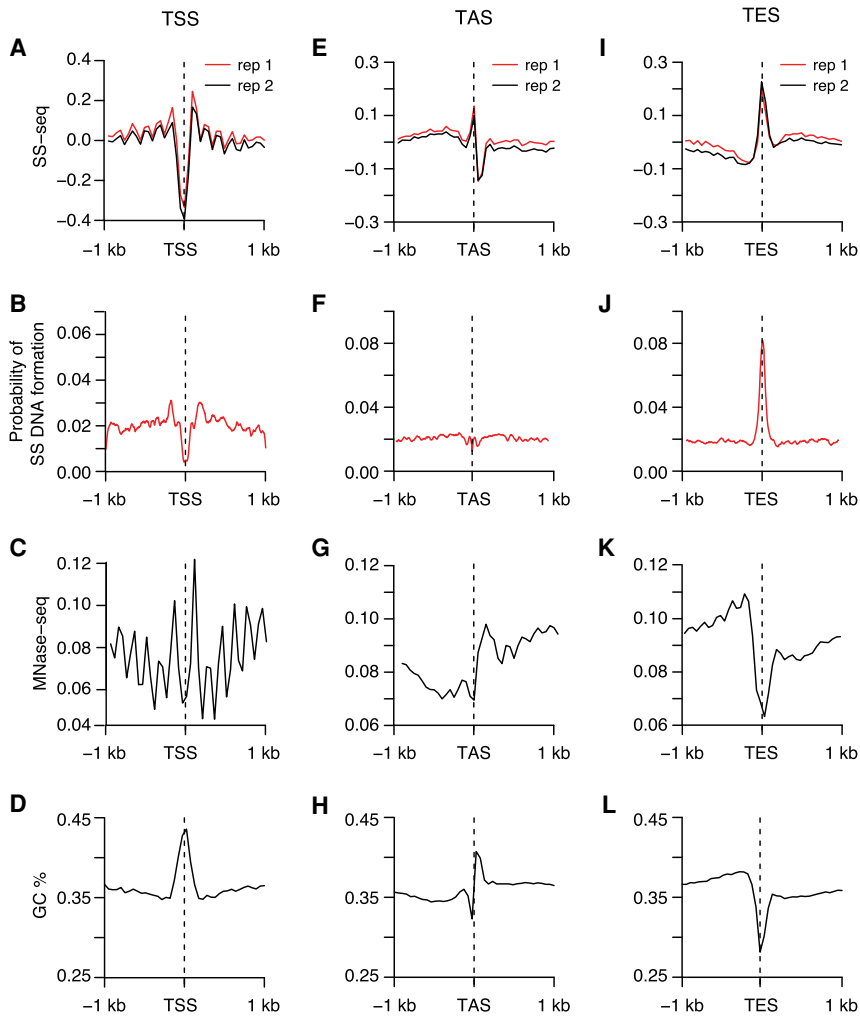 TSS TAS TES
A E I
rep 1 rep 1 rep 1
rep 2 rep 2 rep 2
SS–seq
0.4 0.2 0.0 −0.2 −0.4
0.3 0.1 −0.1 −0.3
0.3 0.1 −0.1 −0.3
−1 kb TSS 1 kb −1 kb TAS 1 kb −1 kb TES 1 kb
B F J
Probability of
SS DNA formation
0.06 0.04 0.02 0.00
0.08 0.04 0.00
0.08 0.04 0.00
−1 kb TSS 1 kb −1 kb TAS 1 kb −1 kb TES 1 kb
C G K
MNase–seq
0.12 0.10 0.08 0.06 0.04
0.12 0.10 0.08 0.06
0.12 0.10 0.08 0.06
−1 kb TSS 1 kb −1 kb TAS 1 kb −1 kb TES 1 kb
D H L
GC %
0.45 0.35 0.25
0.45 0.35 0.25
0.45 0.35 0.25
−1 kb TSS 1 kb −1 kb TAS 1 kb −1 kb TES 1 kb